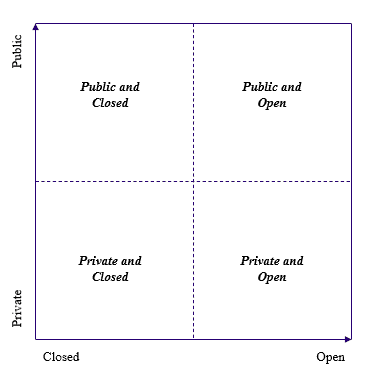 Public
Public and
Closed
Public and
Open
Private and
Closed
Private and
Open
Private
Closed
Open